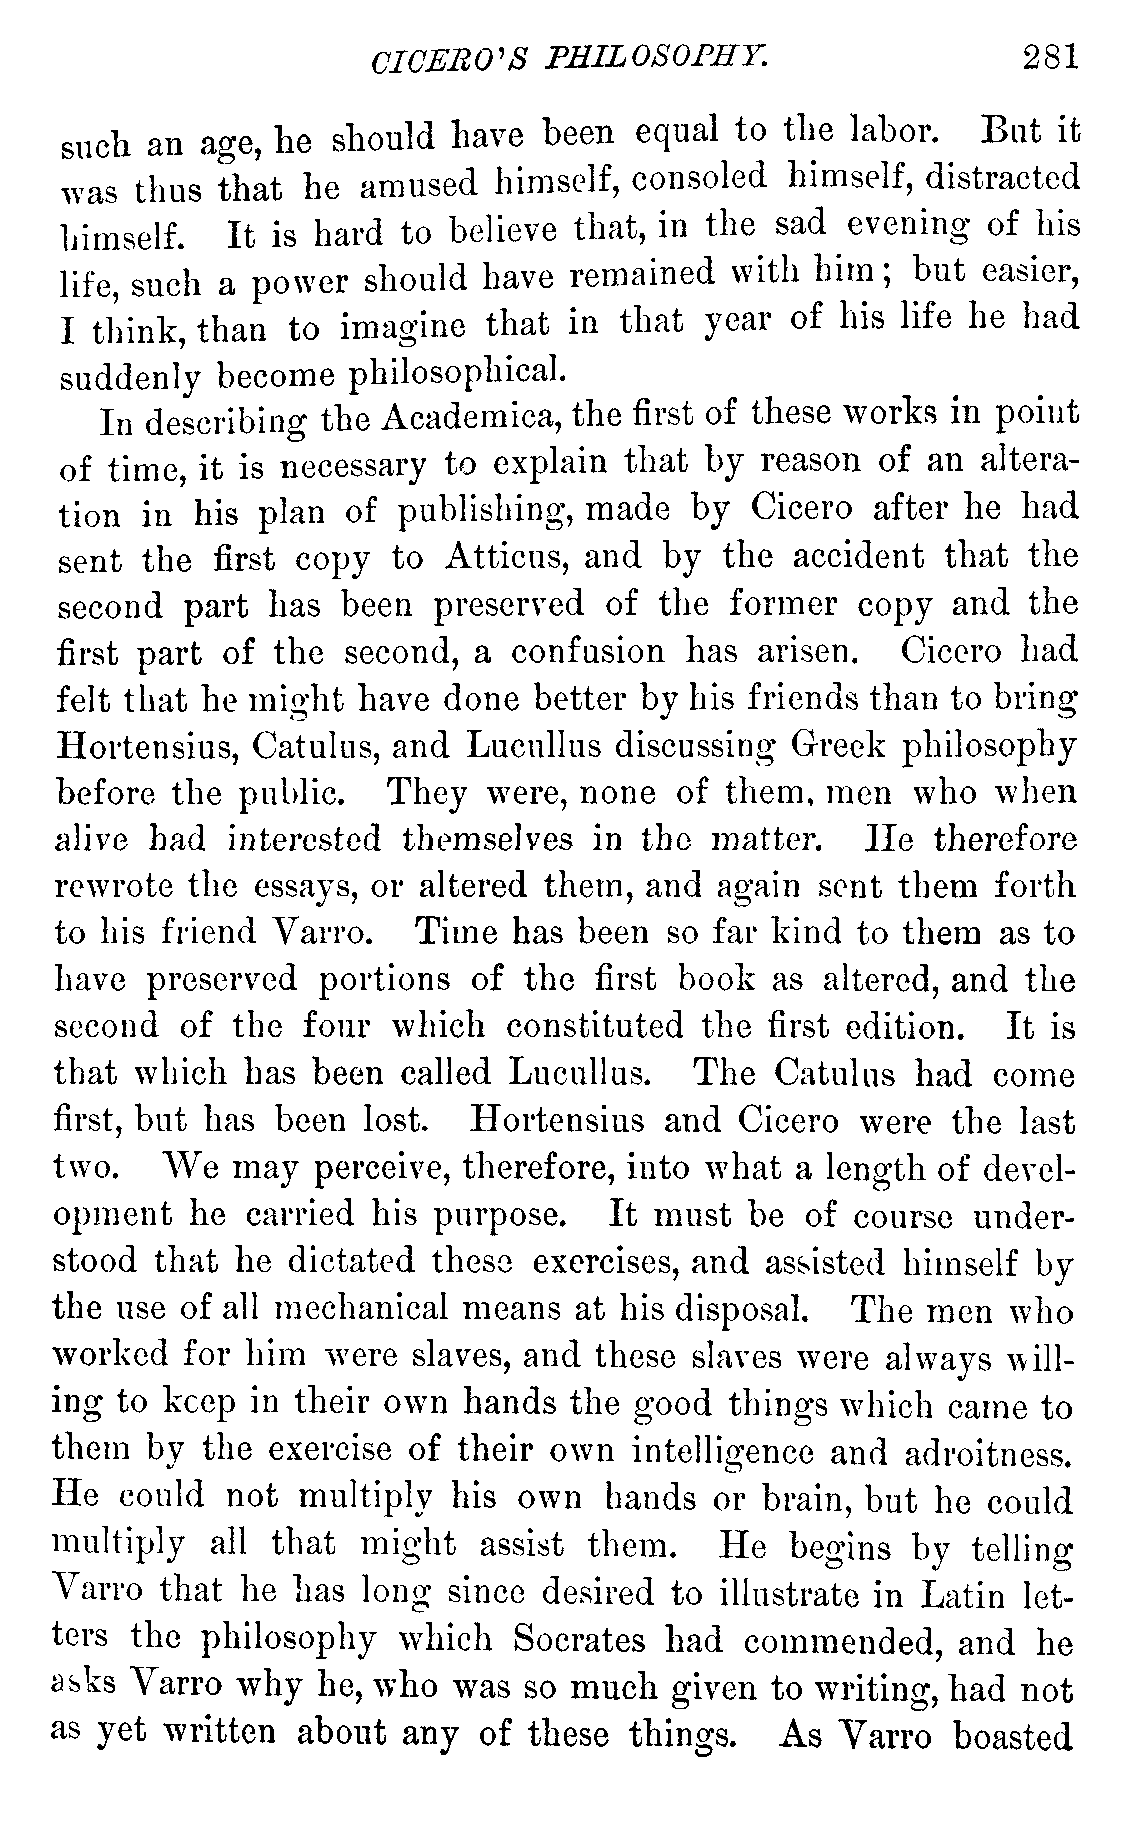 CICERO'S PHILOSOPHY. 281
such an age, he should have been equal to the labor. But it
was thus that he amused himself, consoled himself, distracted
himself. It is hard to believe that, in the sad evening of his
life, such a power should have remained with him; but easier,
I think, than to imagine that in that year of his life he had
suddenly become philosophical.
In describing the Academica, the first of these works in point
of time, it is necessary to explain that by reason of an altera-
tion in his plan of publishing, made by Cicero after he had
sent the first copy to Atticus, and by the accident that the
second part has been preserved of the former copy and the
first part of the second, a confusion has arisen. Cicero had
felt that he might have done better by his friends than to bring
Hortensius, Catulus, and Lucullus discussing Greek philosophy
before the public. They were, none of them, men who when
alive had interested themselves in the matter. He therefore
rewrote the essays, or altered them, and again sent them forth
to his friend Varro. Time has been so far kind to them as to
have preserved portions of the first book as altered, and the
second of the four which constituted the first edition. It is
that which has been called Lucullus. The Catulus had come
first, but has been lost. Hortensius and Cicero were the last
two. We may perceive, therefore, into what a length of devel-
opment he carried his purpose. It must be of course under-
stood that he dictated these exercises, and assisted himself by
the use of all mechanical means at his disposal. The men who
worked for him were slaves, and these slaves were always will-
ing to keep in their own hands the good things which came to
them by the exercise of their own intelligence and adroitness.
He could not multiply his own hands or brain, but he could
multiply all that might assist them. He begins by telling
Varro that he has long since desired to illustrate in Latin let-
ters the philosophy which Socrates had commended, and he
asks Varro why he, who was so much given to writing, had not
as yet written about any of these things. As Varro boasted